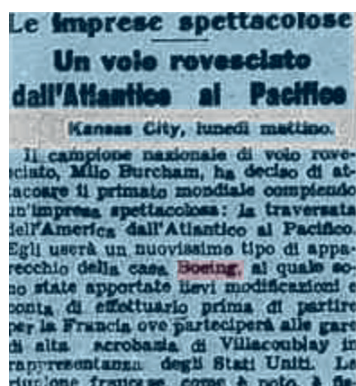 Le imprese spettacolose
Un volo rovesciato
dall'Atlantico al Pacifico
Kansas City, lunedì mattino.
Il campione nazionale di volo rove-
sciato, Milo Burcham, ha deciso di at-
taccare il primato mondiale compiendo
un'impresa spettacolosa: la traversata
dell'America dall'Atlantico al Pacifico.
Egli userà un nuovissimo tipo di appa-
recchio della casa Boeing, al quale so-
no state apportate lievi modificazioni e
conta di effettuarlo prima di partire
per la Francia ove parteciperà alle gare
di alta acrobazia di Villacoublay in
rappresentanza degli Stati Uniti. La